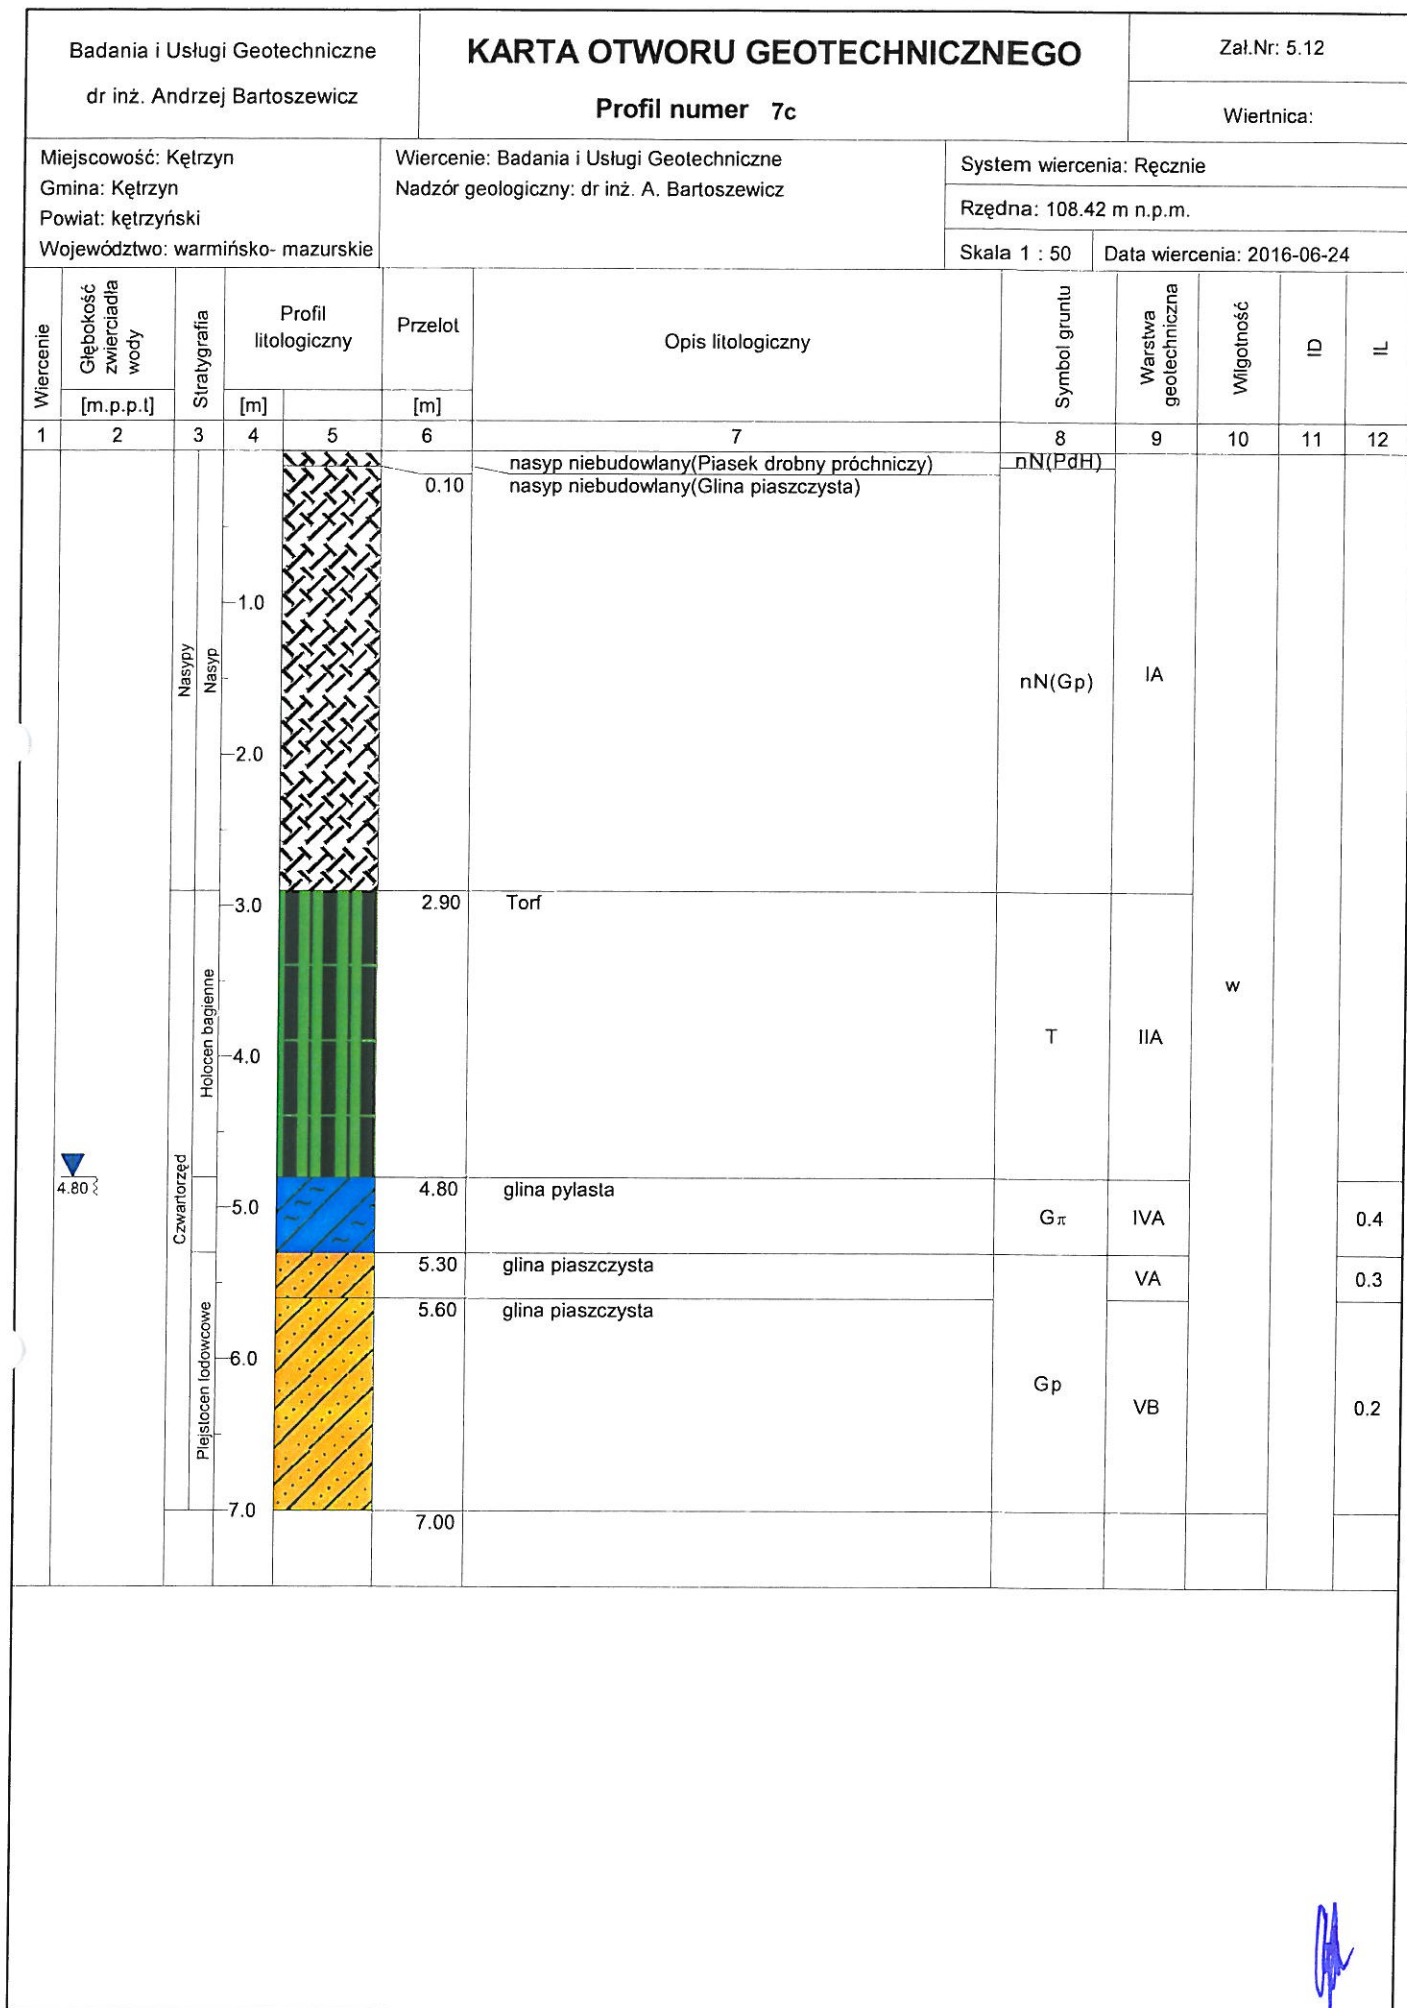 Badania i Usługi Geotechniczne
dr inż. Andrzej Bartoszewicz
KARTA OTWORU GEOTECHNICZNEGO
Profil numer 7c
Zał.Nr: 5.12
Wiertnica:
Miejscowość: Kętrzyn
Gmina: Kętrzyn
Powiat: kętrzyński
Województwo: warmińsko- mazurskie
Wiercenie: Badania i Usługi Geotechniczne
Nadzór geologiczny: dr inż. A. Bartoszewicz
System wiercenia: Ręcznie
Rzędna: 108.42 m n.p.m.
Skala 1 : 50
Data wiercenia: 2016-06-24
Wiercenie
Głębokość zwierciadła wody
[m.p.p.t]
Stratygrafia
Profil litologiczny
[m]
Przelot
[m]
Opis litologiczny
Symbol gruntu
Warstwa geotechniczna
Wilgotność
ID
IL
1 2 3 4 5 6 7 8 9 10 11 12
nasyp niebudowlany(Piasek drobny próchniczy) nN(PdH)
0.10 nasyp niebudowlany(Glina piaszczysta)
1.0
Nasypy
Nasyp
nN(Gp) IA
2.0
2.90 Torf
3.0
Holocen bagienne
w
T IIA
4.0
Czwartorzęd
4.80
4.80 glina pylasta
5.0
Gπ IVA 0.4
5.30 glina piaszczysta
VA 0.3
5.60 glina piaszczysta
Plejstocen lodowcowe
6.0
Gp VB 0.2
7.0
7.00